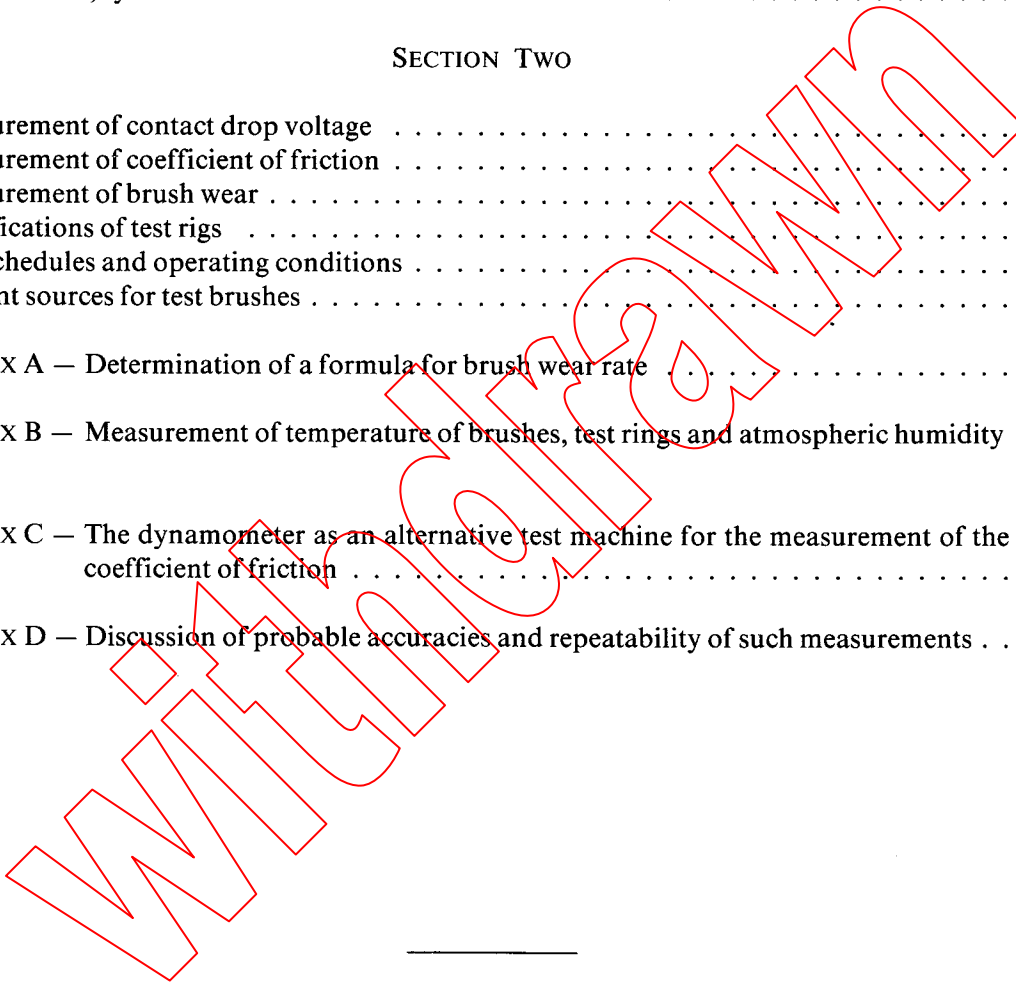 SECTION TWO
urement of contact drop voltage . . . . . . . . . . . . . . . . . . . . . . . . . . . . . .
urement of coefficient of friction . . . . . . . . . . . . . . . . . . . . . . . . . . . . . .
urement of brush wear . . . . . . . . . . . . . . . . . . . . . . . . . . . . . . . . . . . .
ications of test rigs . . . . . . . . . . . . . . . . . . . . . . . . . . . . . . . . . . . . .
chedules and operating conditions . . . . . . . . . . . . . . . . . . . . . . . . . . . . .
nt sources for test brushes . . . . . . . . . . . . . . . . . . . . . . . . . . . . . . . . . .
x A — Determination of a formula for brush wear rate . . . . . . . . . . . . . . . . .
x B — Measurement of temperature of brushes, test rings and atmospheric humidity
x C — The dynamometer as an alternative test machine for the measurement of the
coefficient of friction . . . . . . . . . . . . . . . . . . . . . . . . . . . . . . . .
x D — Discussion of probable accuracies and repeatability of such measurements . .
withdrawn